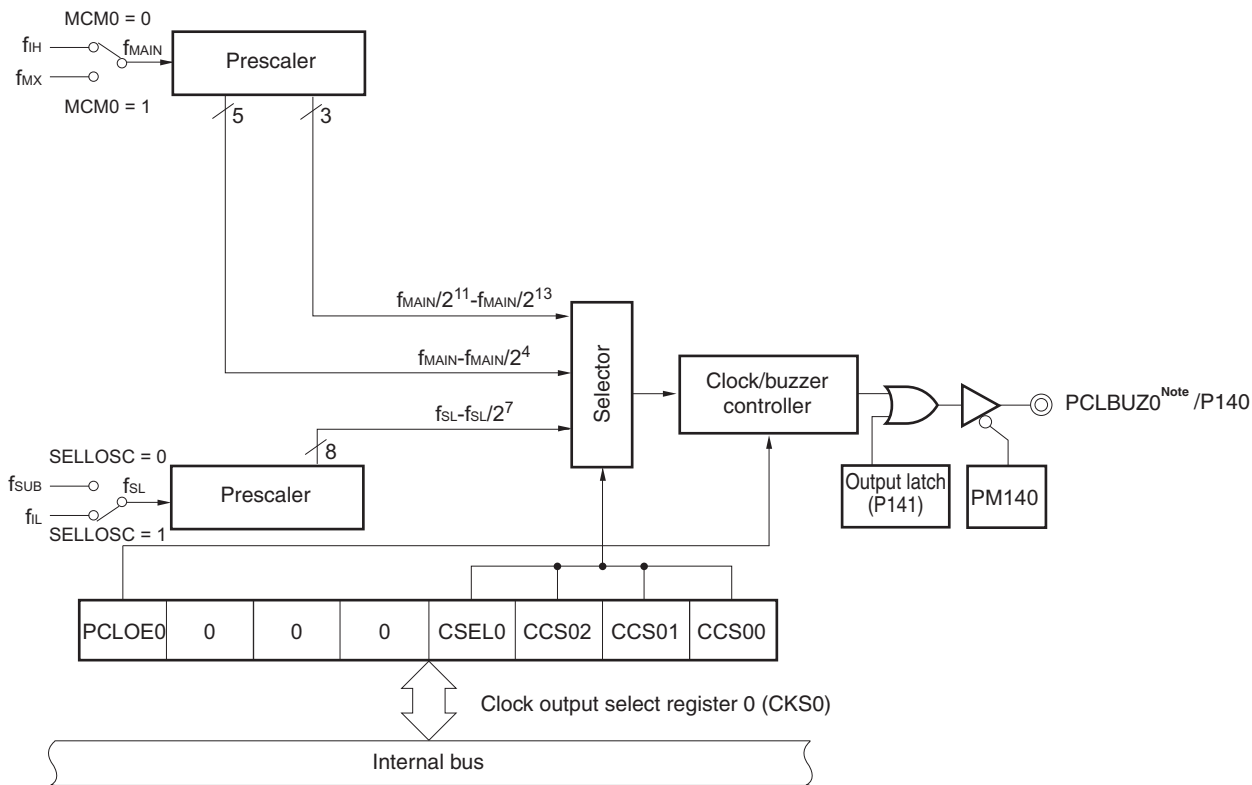 MCM0 = 0
fIH
fMAIN
fMX
MCM0 = 1
Prescaler
5
3
fMAIN/2^11-fMAIN/2^13
fMAIN-fMAIN/2^4
fSL-fSL/2^7
Selector
Clock/buzzer
controller
PCLBUZ0^Note /P140
Output latch
(P141)
PM140
SELLOSC = 0
fSUB
fSL
fIL
SELLOSC = 1
Prescaler
8
PCLOE0 0 0 0 CSEL0 CCS02 CCS01 CCS00
Clock output select register 0 (CKS0)
Internal bus